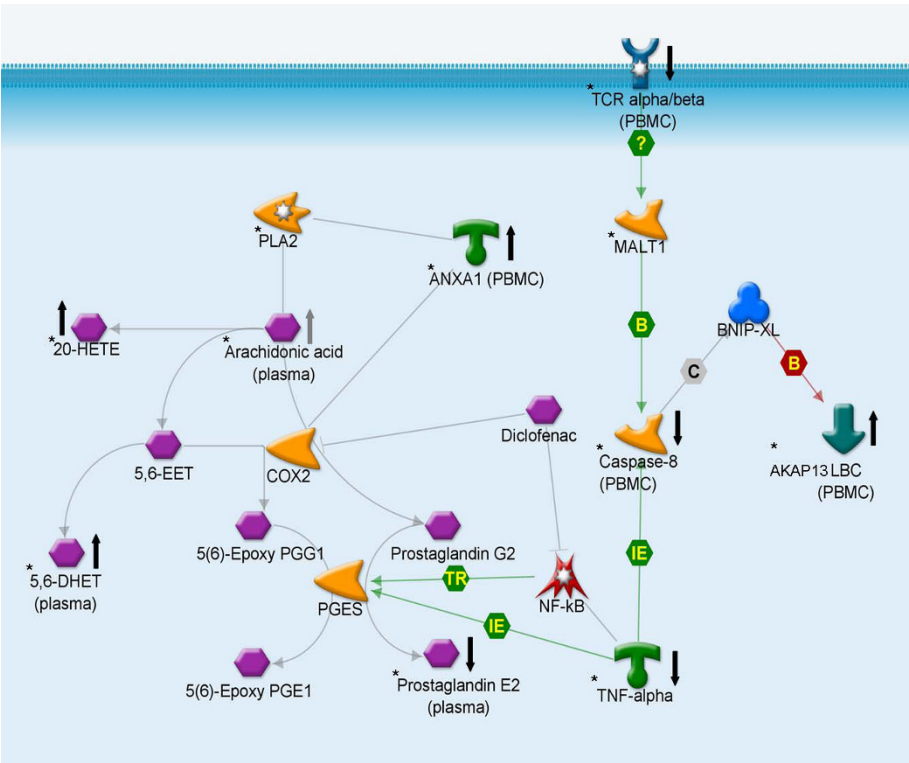 *TCR alpha/beta
(PBMC)
?
*PLA2
*MALT1
*ANXA1 (PBMC)
B
BNIP-XL
*20-HETE
*Arachidonic acid
(plasma)
C
B
Diclofenac
5,6-EET
COX2
*Caspase-8
(PBMC)
*AKAP13 LBC
(PBMC)
5(6)-Epoxy PGG1
Prostaglandin G2
*5,6-DHET
(plasma)
IE
TR
PGES
NF-kB
IE
5(6)-Epoxy PGE1
*Prostaglandin E2
(plasma)
*TNF-alpha